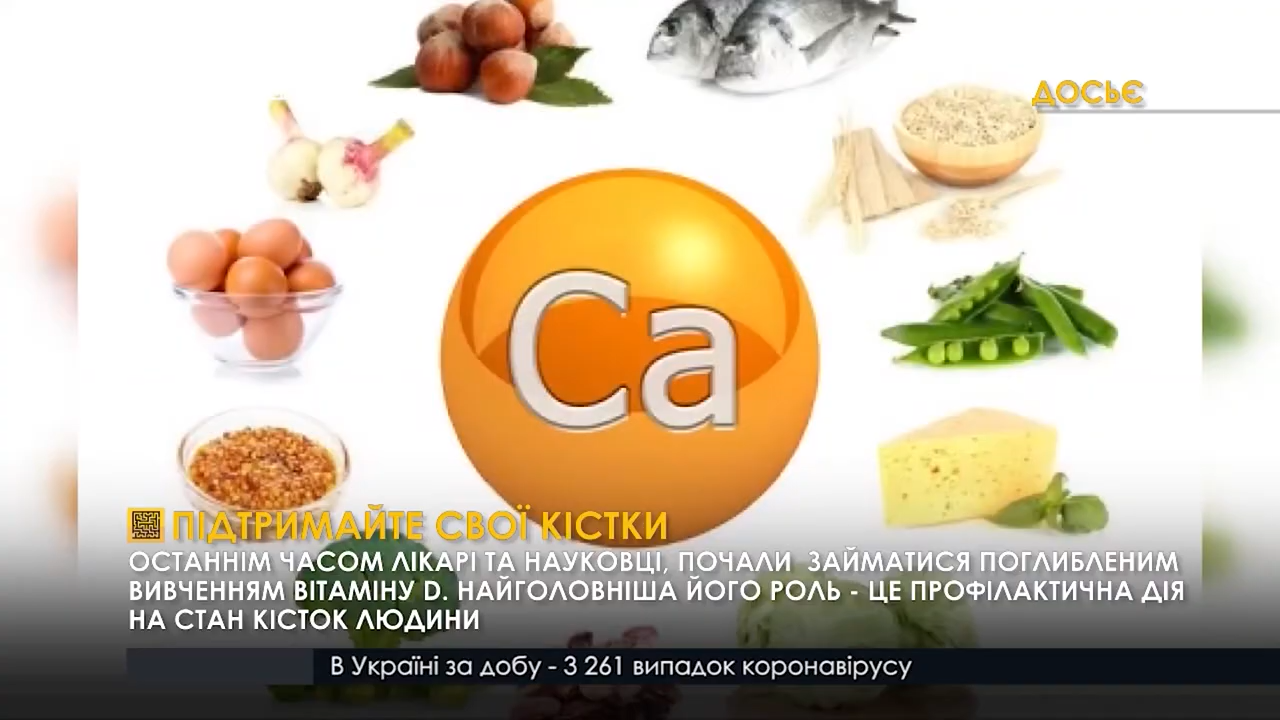 ДОСЬЄ
Ca
ПІДТРИМАЙТЕ СВОЇ КІСТКИ
ОСТАННІМ ЧАСОМ ЛІКАРІ ТА НАУКОВЦІ, ПОЧАЛИ  ЗАЙМАТИСЯ ПОГЛИБЛЕНИМ
ВИВЧЕННЯМ ВІТАМІНУ D. НАЙГОЛОВНІША ЙОГО РОЛЬ - ЦЕ ПРОФІЛАКТИЧНА ДІЯ
НА СТАН КІСТОК ЛЮДИНИ
В Україні за добу - 3 261 випадок коронавірусу